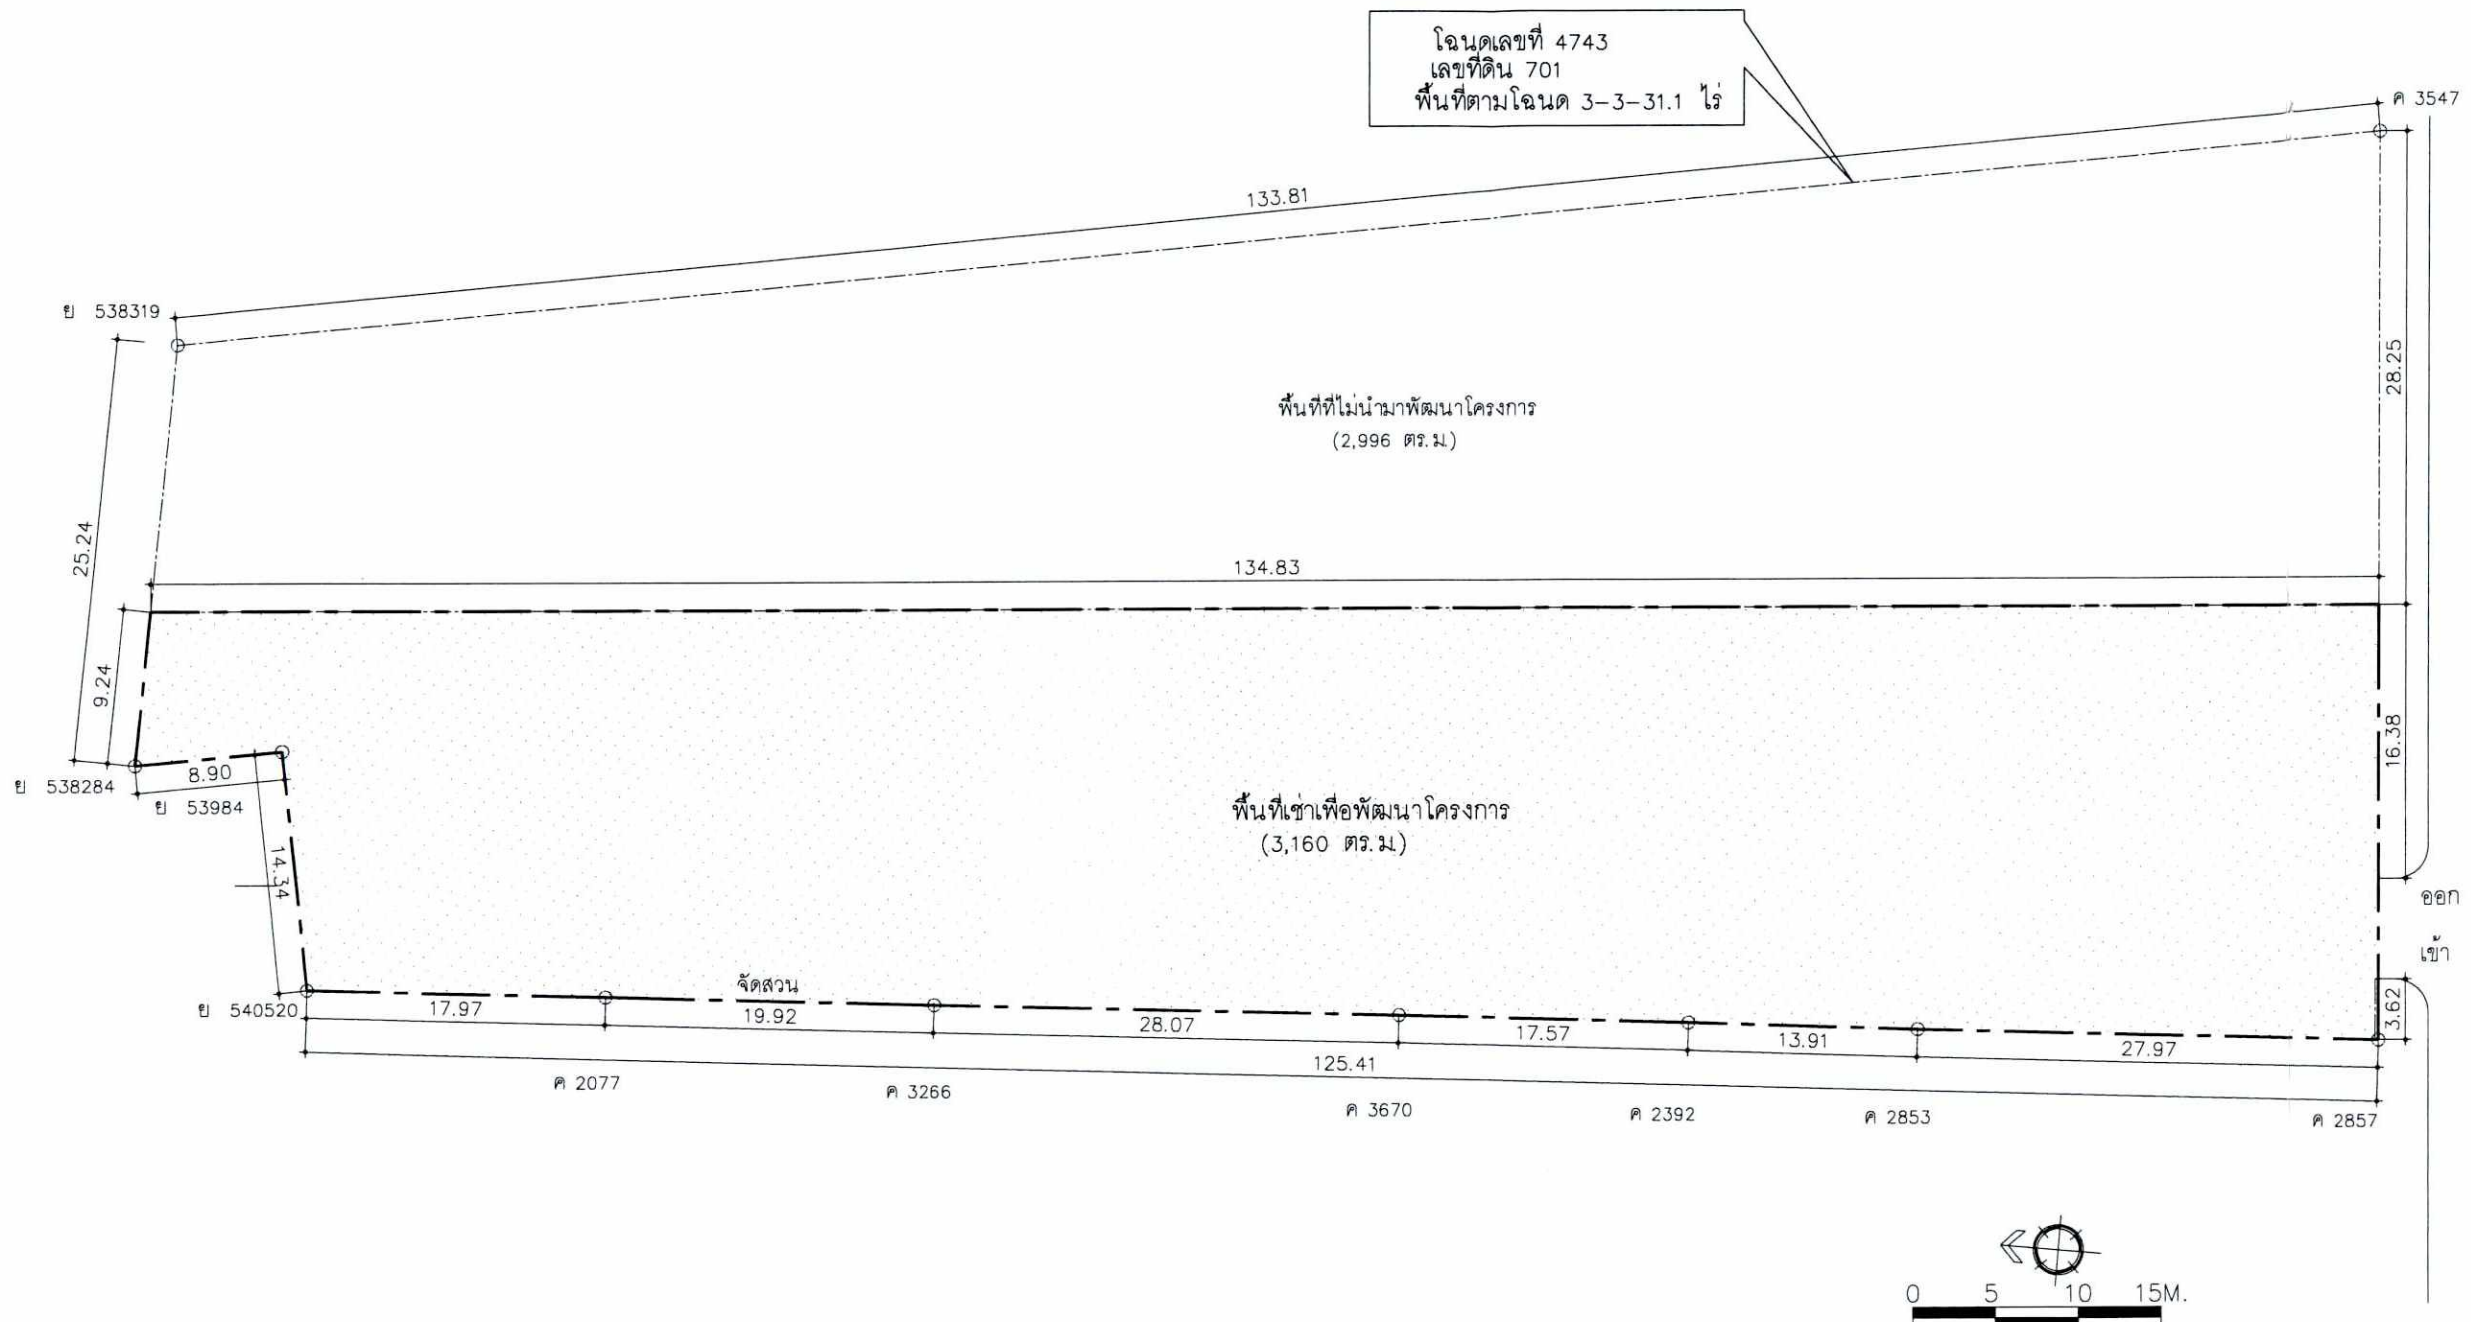 โฉนดเลขที่ 4743
เลขที่ดิน 701
พื้นที่ตามโฉนด 3-3-31.1 ไร่
ค 3547
133.81
ย 538319
28.25
พื้นที่ที่ไม่นำมาพัฒนาโครงการ
(2,996 ตร.ม.)
25.24
134.83
9.24
16.38
8.90
ย 538284
ย 53984
พื้นที่เช่าเพื่อพัฒนาโครงการ
(3,160 ตร.ม.)
14.34
ออก
เข้า
จัดสวน
3.62
ย 540520
17.97
19.92
28.07
17.57
13.91
27.97
125.41
ค 2077
ค 3266
ค 3670
ค 2392
ค 2853
ค 2857
0 5 10 15M.